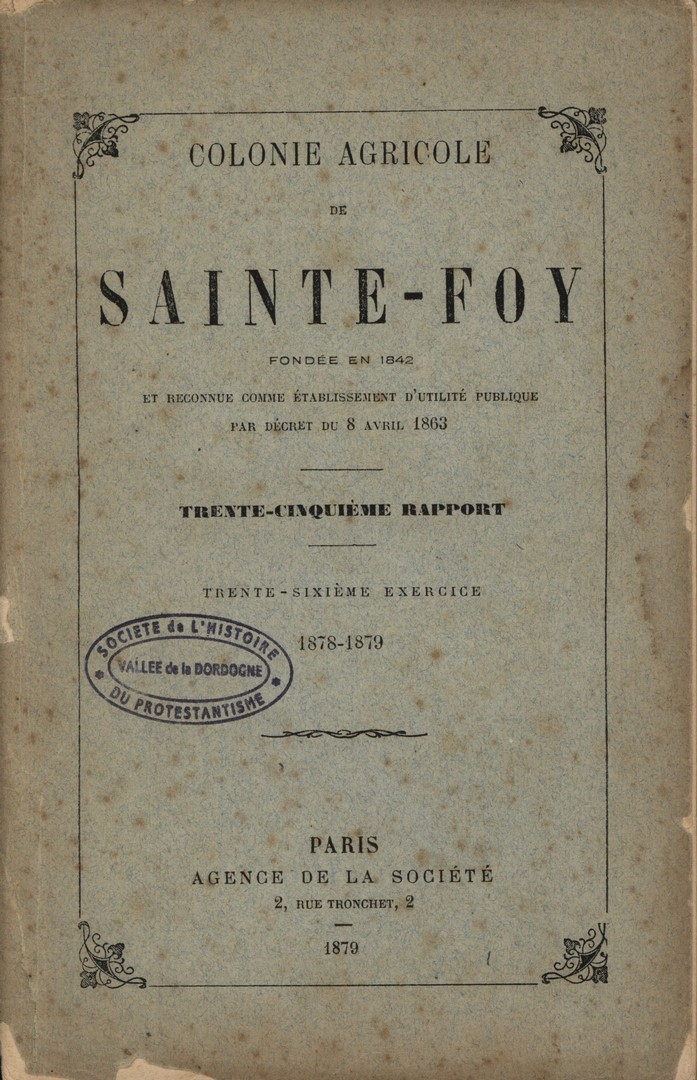 COLONIE AGRICOLE
DE
SAINTE-FOY
FONDÉE EN 1842
ET RECONNUE COMME ÉTABLISSEMENT D'UTILITÉ PUBLIQUE
PAR DÉCRET DU 8 AVRIL 1863
TRENTE-CINQUIÈME RAPPORT
TRENTE-SIXIÈME EXERCICE
1878-1879
SOCIETE de L'HISTOIRE
VALLEE de la DORDOGNE
DU PROTESTANTISME
PARIS
AGENCE DE LA SOCIÉTÉ
2, RUE TRONCHET, 2
1879